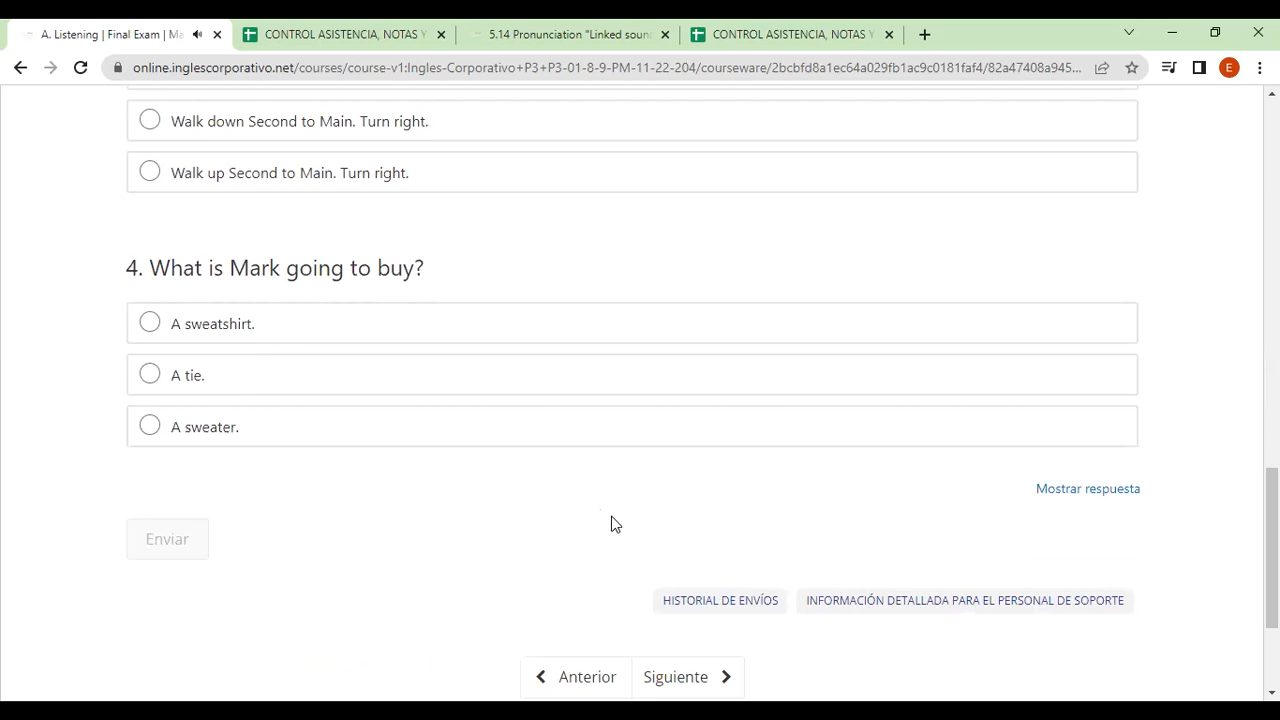 A. Listening | Final Exam | Ma
CONTROL ASISTENCIA, NOTAS Y
5.14 Pronunciation "Linked soun
CONTROL ASISTENCIA, NOTAS Y
online.inglescorporativo.net/courses/course-v1:Ingles-Corporativo+P3+P3-01-8-9-PM-11-22-204/courseware/2bcbfd8a1ec64a029fb1ac9c0181faf4/82a47408a945...
E
Walk down Second to Main. Turn right.
Walk up Second to Main. Turn right.
4. What is Mark going to buy?
A sweatshirt.
A tie.
A sweater.
Mostrar respuesta
Enviar
HISTORIAL DE ENVÍOS
INFORMACIÓN DETALLADA PARA EL PERSONAL DE SOPORTE
Anterior
Siguiente